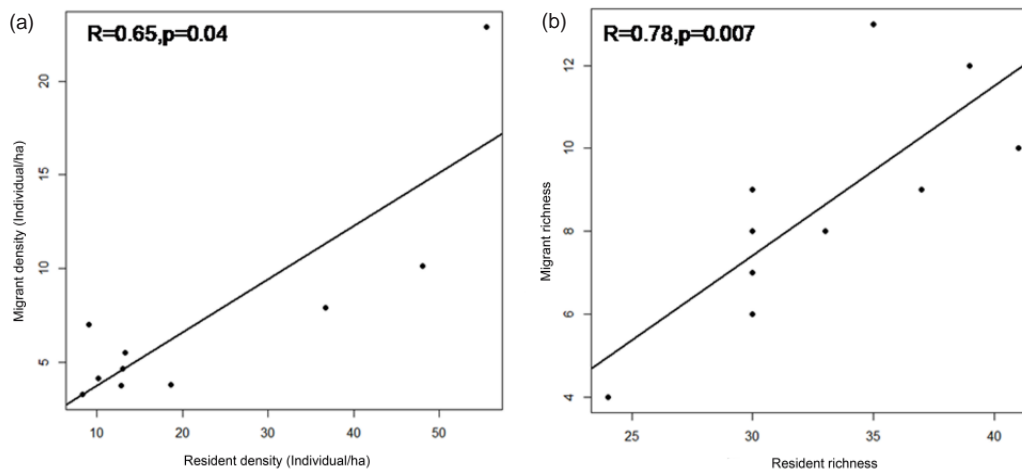 (a)
R=0.65,p=0.04
Migrant density (Individual/ha)
20
15
10
5
10 20 30 40 50
Resident density (Individual/ha)
(b)
R=0.78,p=0.007
Migrant richness
12
10
8
6
4
25 30 35 40
Resident richness